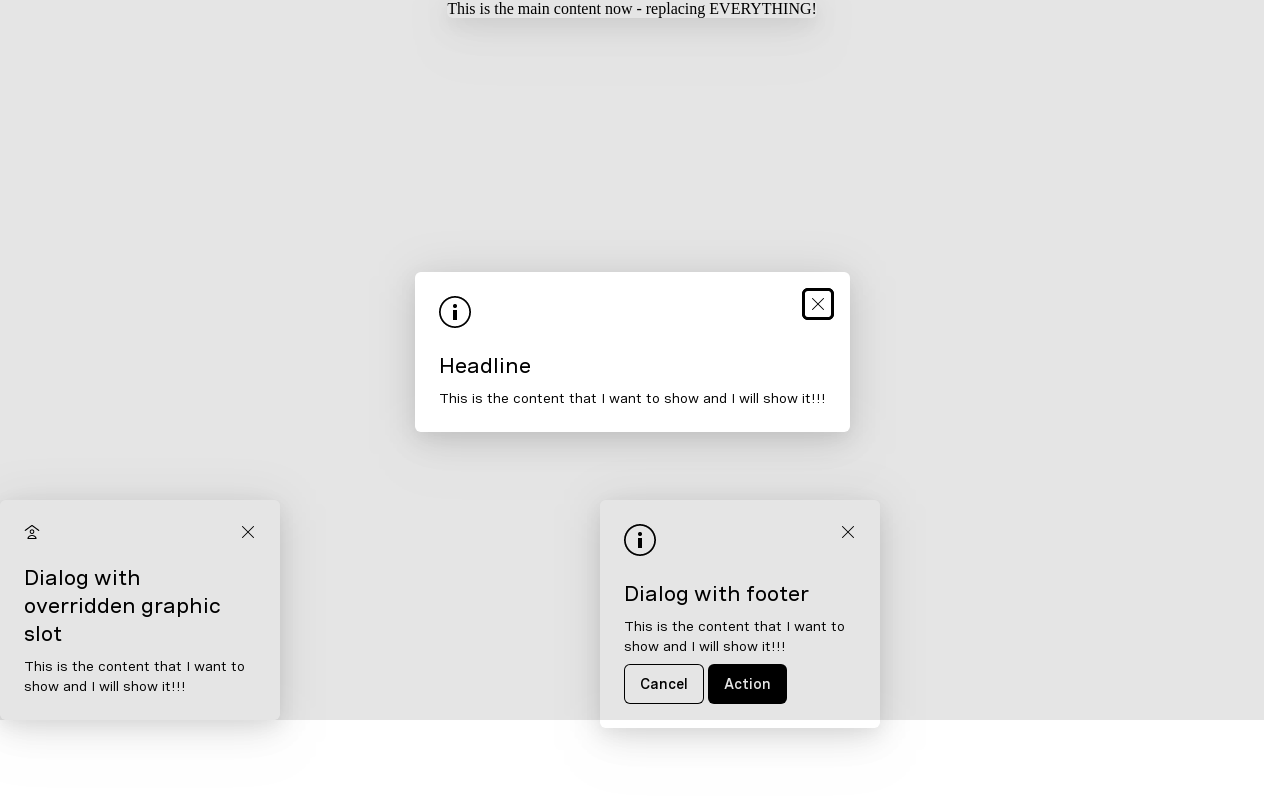 This is the main content now - replacing EVERYTHING!
Headline
This is the content that I want to show and I will show it!!!
Dialog with
overridden graphic
slot
This is the content that I want to
show and I will show it!!!
Dialog with footer
This is the content that I want to
show and I will show it!!!
Cancel Action